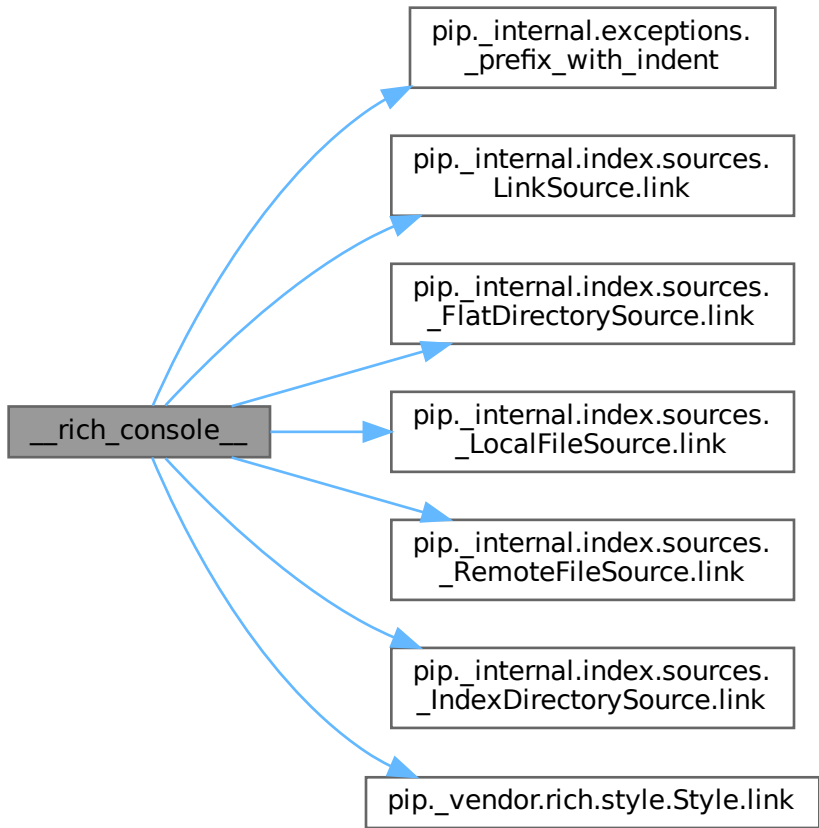 pip._internal.exceptions.
_prefix_with_indent
pip._internal.index.sources.
LinkSource.link
pip._internal.index.sources.
_FlatDirectorySource.link
__rich_console__
pip._internal.index.sources.
_LocalFileSource.link
pip._internal.index.sources.
_RemoteFileSource.link
pip._internal.index.sources.
_IndexDirectorySource.link
pip._vendor.rich.style.Style.link